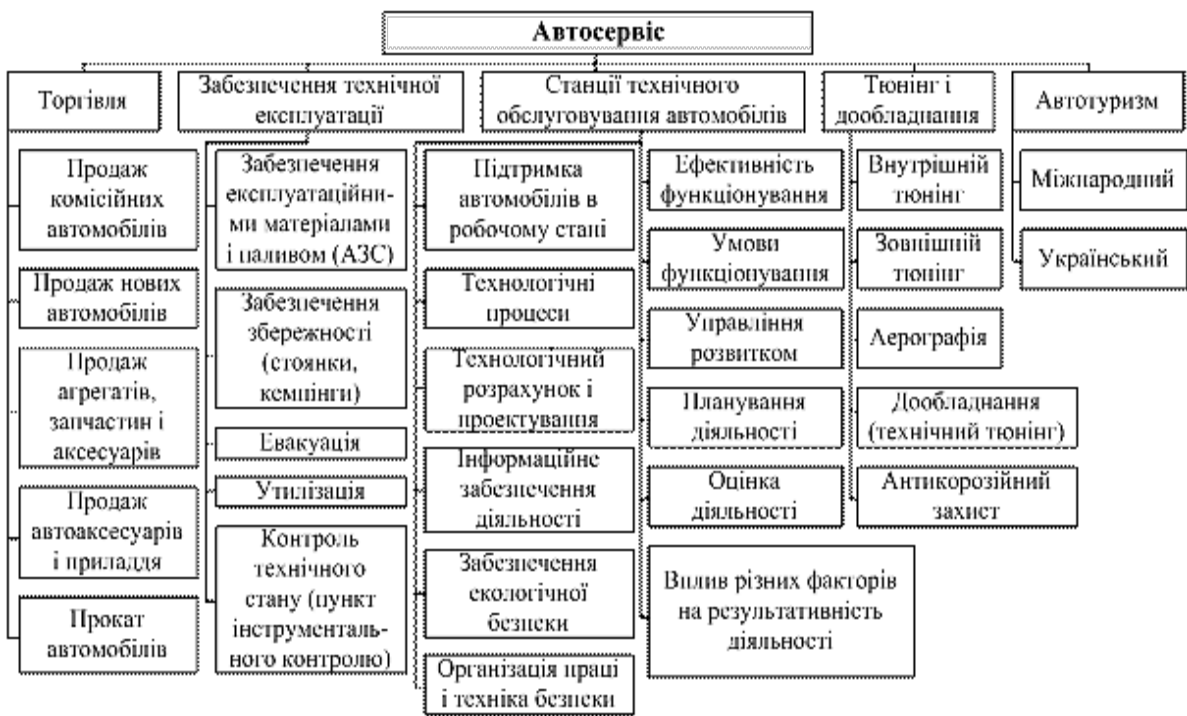 Автосервіс
Торгівля
Забезпечення технічної
експлуатації
Станції технічного
обслуговування автомобілів
Тюнінг і
дообладнання
Автотуризм
Продаж
комісійних
автомобілів
Продаж нових
автомобілів
Продаж
агрегатів,
запчастин і
аксесуарів
Продаж
автоаксесуарів
і приладдя
Прокат
автомобілів
Забезпечення
експлуатаційни-
ми матеріалами
і паливом (АЗС)
Забезпечення
збережності
(стоянки,
кемпінги)
Евакуація
Утилізація
Контроль
технічного
стану (пункт
інструменталь-
ного контролю)
Підтримка
автомобілів в
робочому стані
Технологічні
процеси
Технологічний
розрахунок і
проектування
Інформаційне
забезпечення
діяльності
Забезпечення
екологічної
безпеки
Організація праці
і техніка безпеки
Ефективність
функціонування
Умови
функціонування
Управління
розвитком
Планування
діяльності
Оцінка
діяльності
Вплив різних факторів
на результативність
діяльності
Внутрішній
тюнінг
Зовнішній
тюнінг
Аерографія
Дообладнання
(технічний тюнінг)
Антикорозійний
захист
Міжнародний
Український